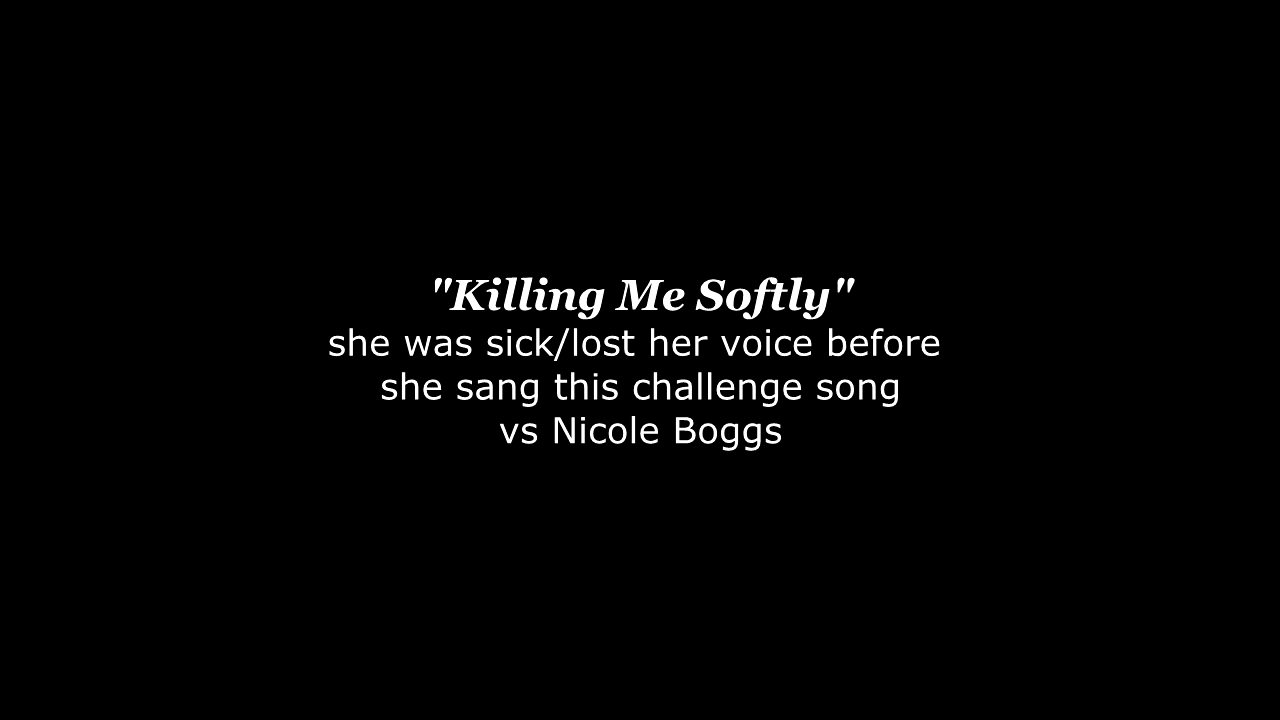 "Killing Me Softly"
she was sick/lost her voice before
she sang this challenge song
vs Nicole Boggs